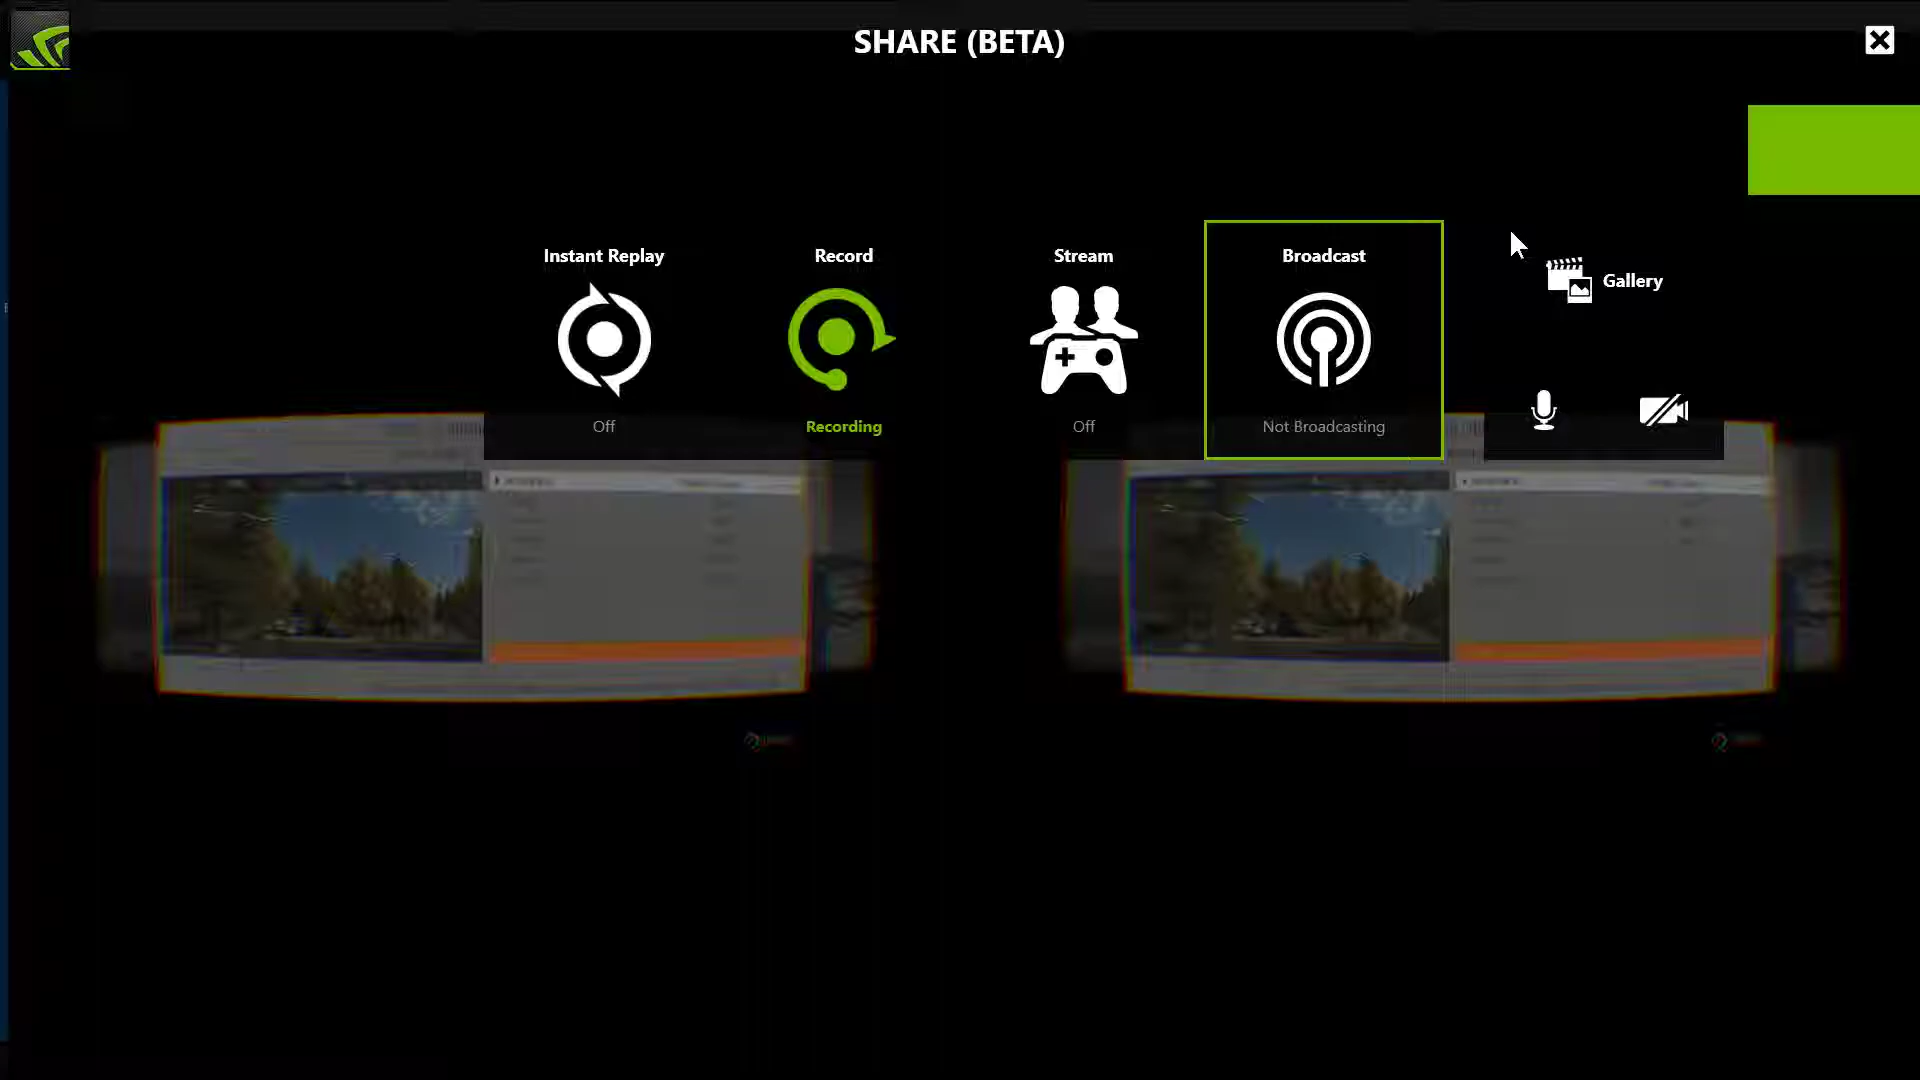 SHARE (BETA)
Instant Replay
Record
Stream
Broadcast
Gallery
Off
Recording
Off
Not Broadcasting